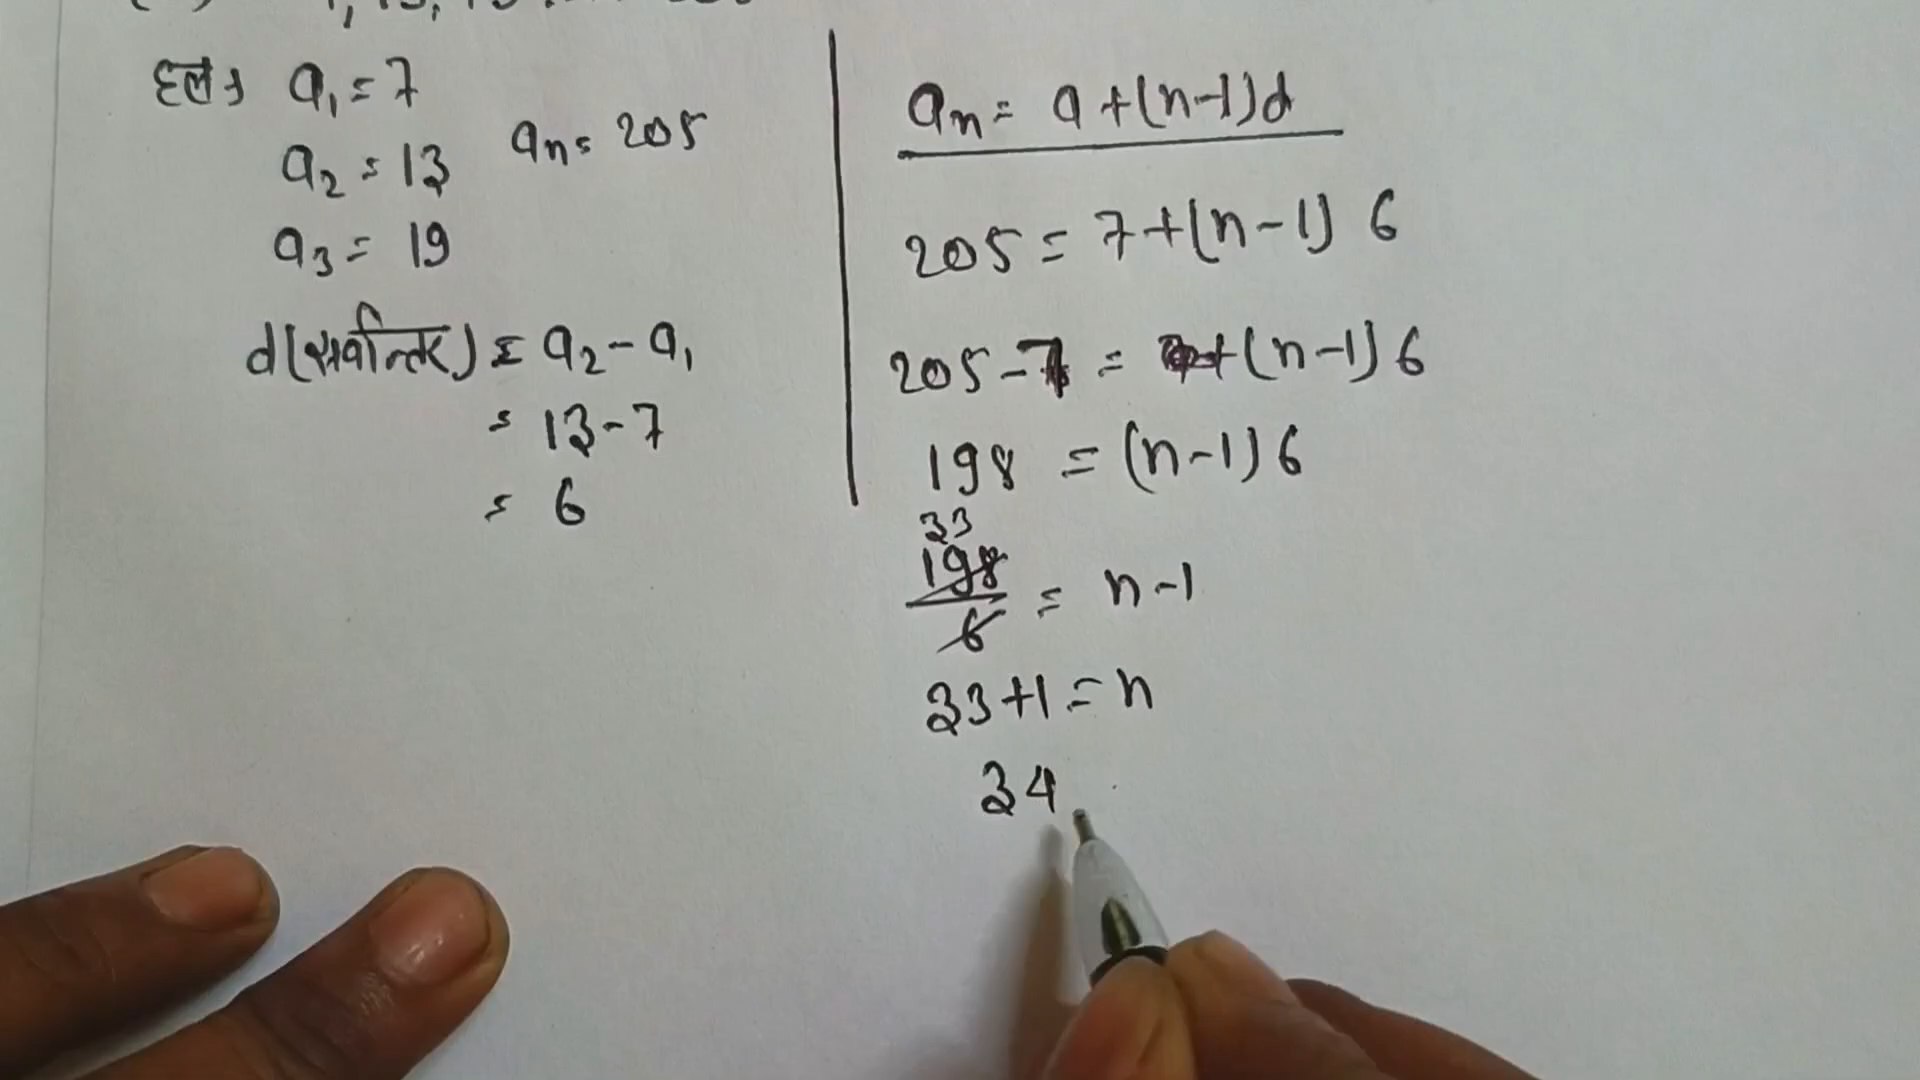 हल→ a₁ = 7
a₂ = 13 aₙ = 205
a₃ = 19
d(सर्वान्तर) = a₂ - a₁
= 13 - 7
= 6
aₙ = a + (n-1)d
205 = 7 + (n-1) 6
205 - 7 = + (n-1) 6
198 = (n-1) 6
33
198/6 = n-1
33+1 = n
34